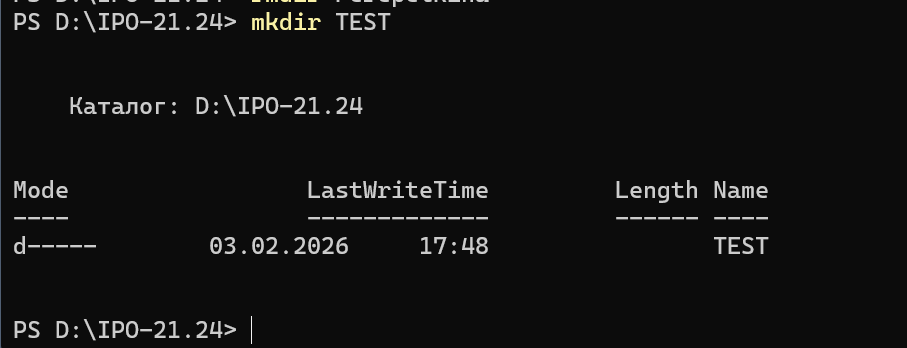 PS D:\IPO-21.24> mkdir TEST
Каталог: D:\IPO-21.24
Mode LastWriteTime Length Name
---- ------------- ------ ----
d----- 03.02.2026 17:48 TEST
PS D:\IPO-21.24>